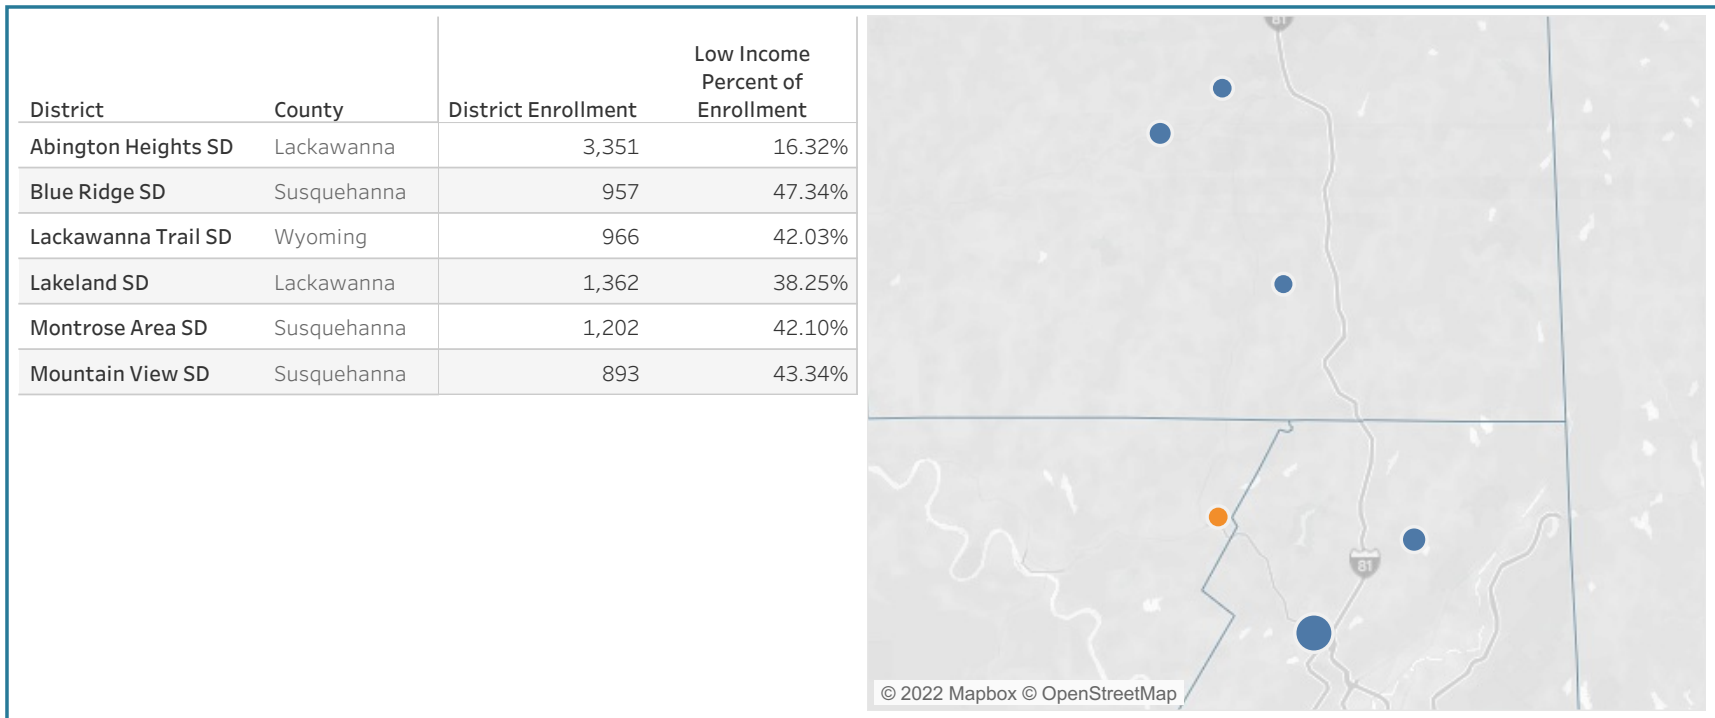 Low Income
Percent of
District County District Enrollment Enrollment
Abington Heights SD Lackawanna 3,351 16.32%
Blue Ridge SD Susquehanna 957 47.34%
Lackawanna Trail SD Wyoming 966 42.03%
Lakeland SD Lackawanna 1,362 38.25%
Montrose Area SD Susquehanna 1,202 42.10%
Mountain View SD Susquehanna 893 43.34%
81
81
© 2022 Mapbox © OpenStreetMap